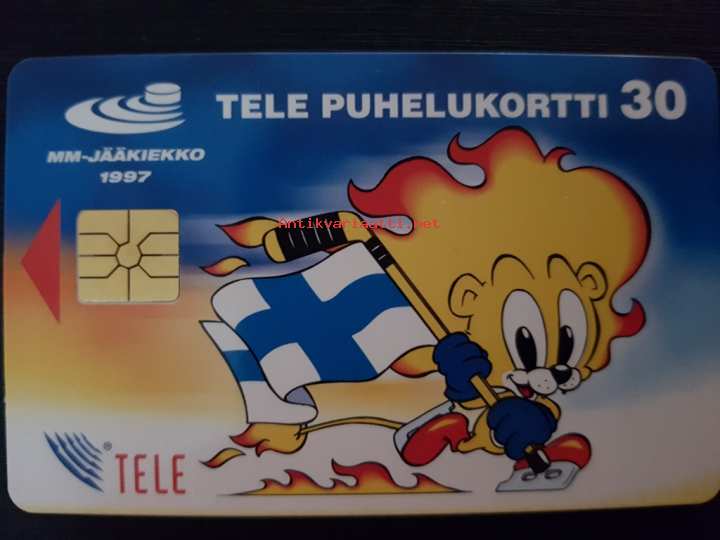 TELE PUHELUKORTTI 30
MM-JÄÄKIEKKO
1997
Antikvariaatti.net
® TELE